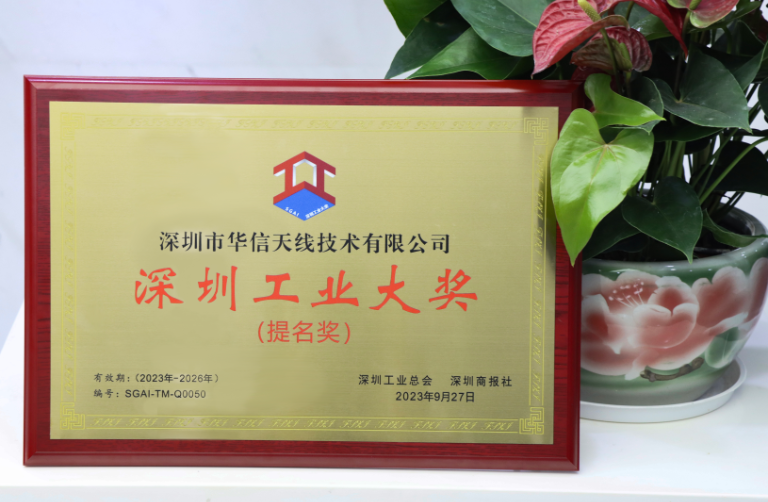 SGAI
深圳市华信天线技术有限公司
深圳工业大奖
(提名奖)
有效期：(2023年-2026年)
编号：SGAI-TM-Q0050
深圳工业总会 深圳商报社
2023年9月27日